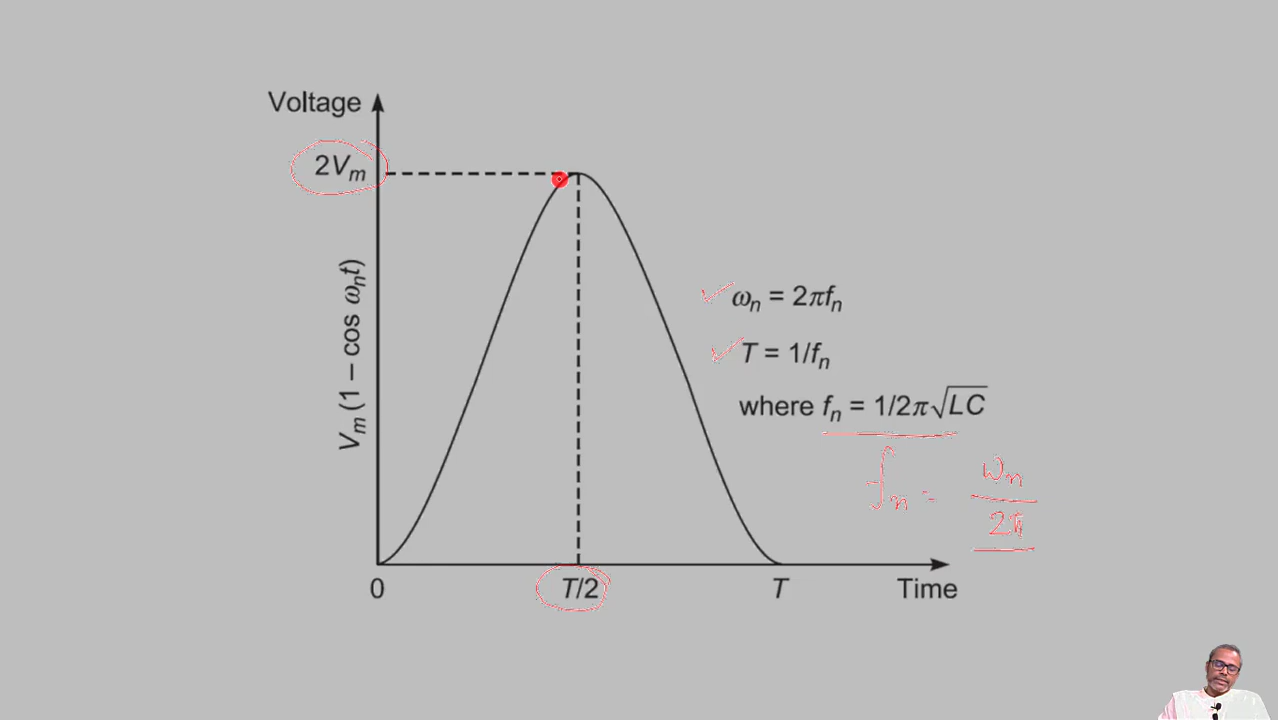 Voltage
2Vm
Vm (1 – cos ωnt)
ωn = 2πfn
T = 1/fn
where fn = 1/2π√LC
fn = ωn/2π
0 T/2 T Time